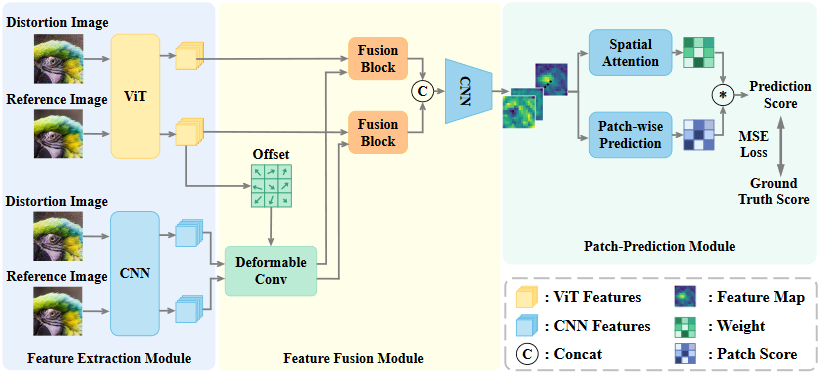 Distortion Image
ViT
Reference Image
Distortion Image
CNN
Reference Image
Feature Extraction Module
Offset
Deformable
Conv
Fusion
Block
Fusion
Block
C
CNN
Feature Fusion Module
Spatial
Attention
Patch-wise
Prediction
*
Prediction
Score
MSE
Loss
Ground
Truth Score
Patch-Prediction Module
: ViT Features
: Feature Map
: CNN Features
: Weight
C : Concat
: Patch Score